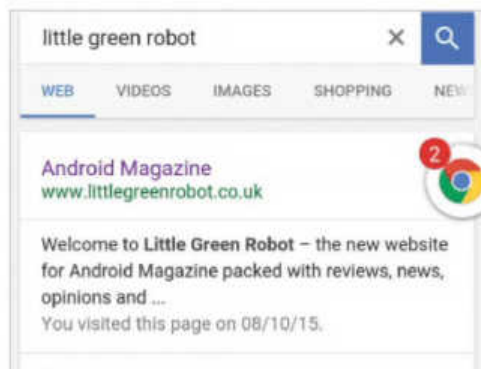 little green robot
WEB VIDEOS IMAGES SHOPPING NEW
Android Magazine
2
www.littlegreenrobot.co.uk
Welcome to Little Green Robot – the new website
for Android Magazine packed with reviews, news,
opinions and ...
You visited this page on 08/10/15.